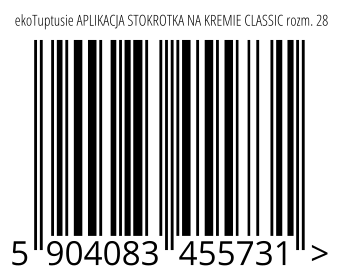 ekoTuptusie APLIKACJA STOKROTKA NA KREMIE CLASSIC rozm. 28
5 904083 455731 >